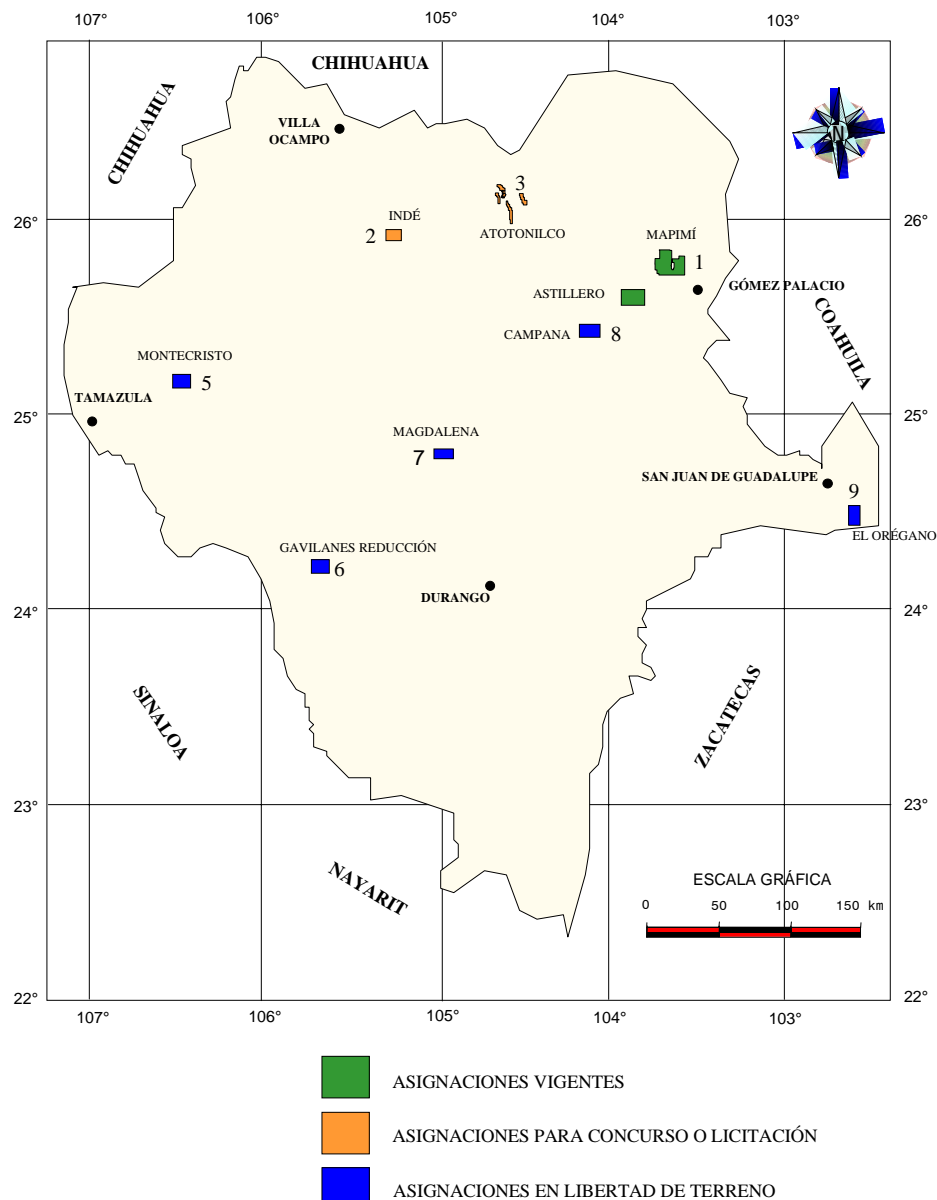 107° 106° 105° 104° 103°
CHIHUAHUA
CHIHUAHUA
VILLA
OCAMPO
N
3
26° 26°
INDÉ
2
ATOTONILCO
MAPIMÍ
1
ASTILLERO
GÓMEZ PALACIO
CAMPANA 8
COAHUILA
MONTECRISTO
5
TAMAZULA
25° 25°
MAGDALENA
7
SAN JUAN DE GUADALUPE
9
EL ORÉGANO
GAVILANES REDUCCIÓN
6
DURANGO
24° 24°
SINALOA
ZACATECAS
23° 23°
NAYARIT
ESCALA GRÁFICA
0 50 100 150 km
22° 22°
107° 106° 105° 104° 103°
ASIGNACIONES VIGENTES
ASIGNACIONES PARA CONCURSO O LICITACIÓN
ASIGNACIONES EN LIBERTAD DE TERRENO